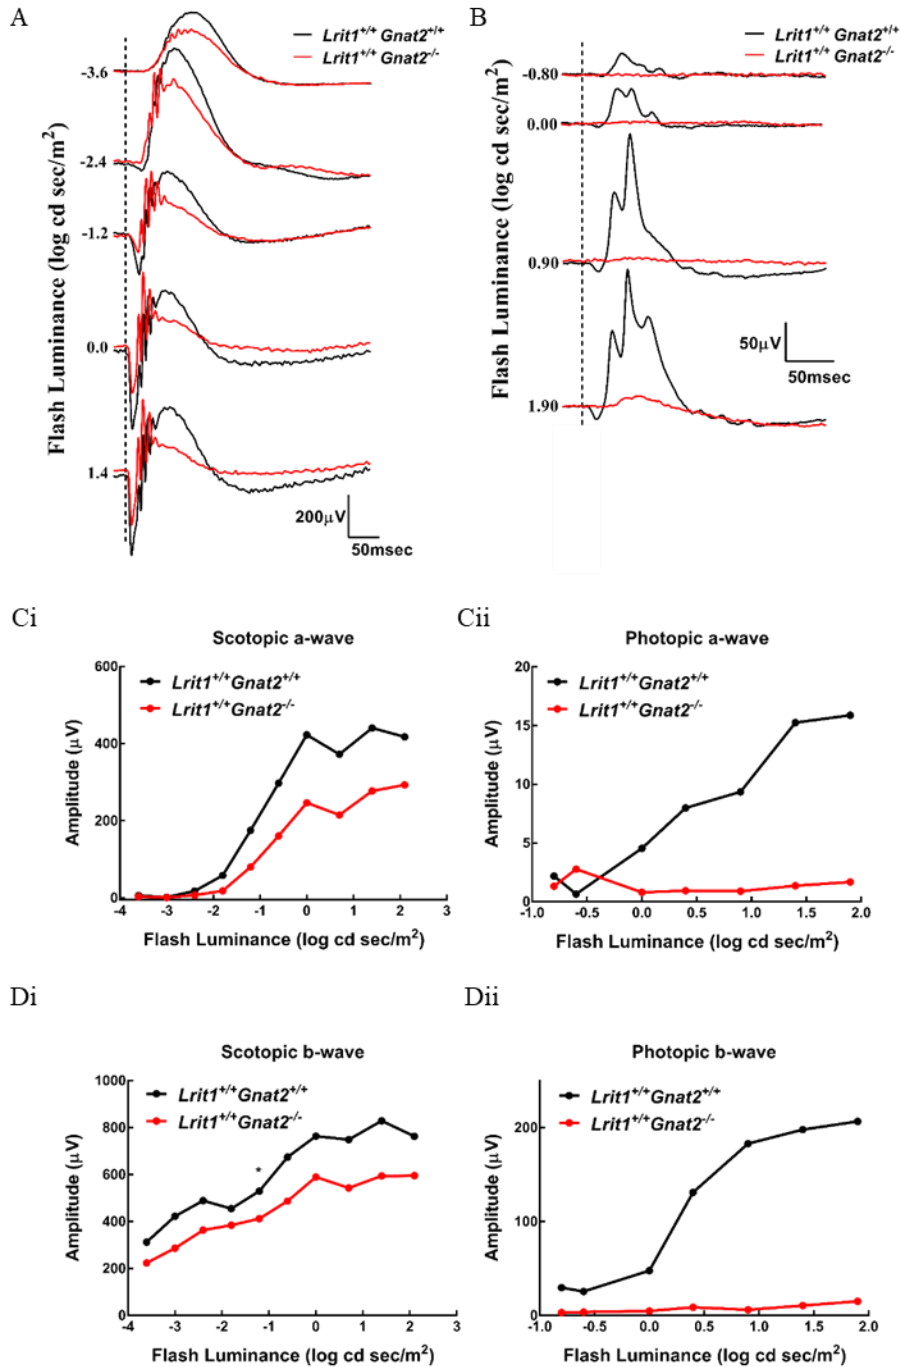 A
Lrit1+/+ Gnat2+/+
Lrit1+/+ Gnat2-/-
Flash Luminance (log cd sec/m2)
-3.6
-2.4
-1.2
0.0
1.4
200μV
50msec
B
Lrit1+/+ Gnat2+/+
Lrit1+/+ Gnat2-/-
Flash Luminance (log cd sec/m2)
-0.80
0.00
0.90
1.90
50μV
50msec
Ci
Scotopic a-wave
Lrit1+/+Gnat2+/+
Lrit1+/+Gnat2-/-
Amplitude (μV)
600
400
200
0
-4 -3 -2 -1 0 1 2 3
Flash Luminance (log cd sec/m2)
Cii
Photopic a-wave
Lrit1+/+Gnat2+/+
Lrit1+/+Gnat2-/-
Amplitude (μV)
20
15
10
5
0
-1.0 -0.5 0.0 0.5 1.0 1.5 2.0
Flash Luminance (log cd sec/m2)
Di
Scotopic b-wave
Lrit1+/+Gnat2+/+
Lrit1+/+Gnat2-/-
*
Amplitude (μV)
1000
800
600
400
200
0
-4 -3 -2 -1 0 1 2 3
Flash Luminance (log cd sec/m2)
Dii
Photopic b-wave
Lrit1+/+Gnat2+/+
Lrit1+/+Gnat2-/-
Amplitude (μV)
200
100
0
-1.0 -0.5 0.0 0.5 1.0 1.5 2.0
Flash Luminance (log cd sec/m2)